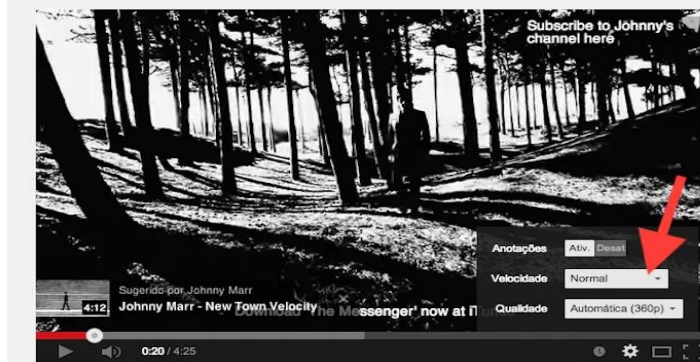 Subscribe to Johnny's
channel here
Anotações Ativ. Desat
Velocidade Normal
Sugerido por Johnny Marr
4:12 Johnny Marr - New Town Velocity
Download 'The Messenger' now at iTu
Qualidade Automática (360p)
0:20 / 4:25